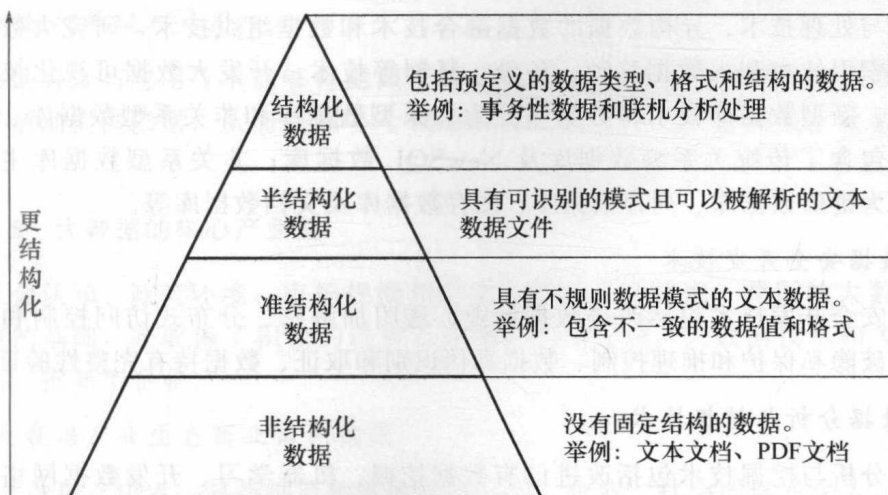 更结构化
结构化
数据
包括预定义的数据类型、格式和结构的数据。
举例：事务性数据和联机分析处理
半结构化
数据
具有可识别的模式且可以被解析的文本
数据文件
准结构化
数据
具有不规则数据模式的文本数据。
举例：包含不一致的数据值和格式
非结构化
数据
没有固定结构的数据。
举例：文本文档、PDF文档